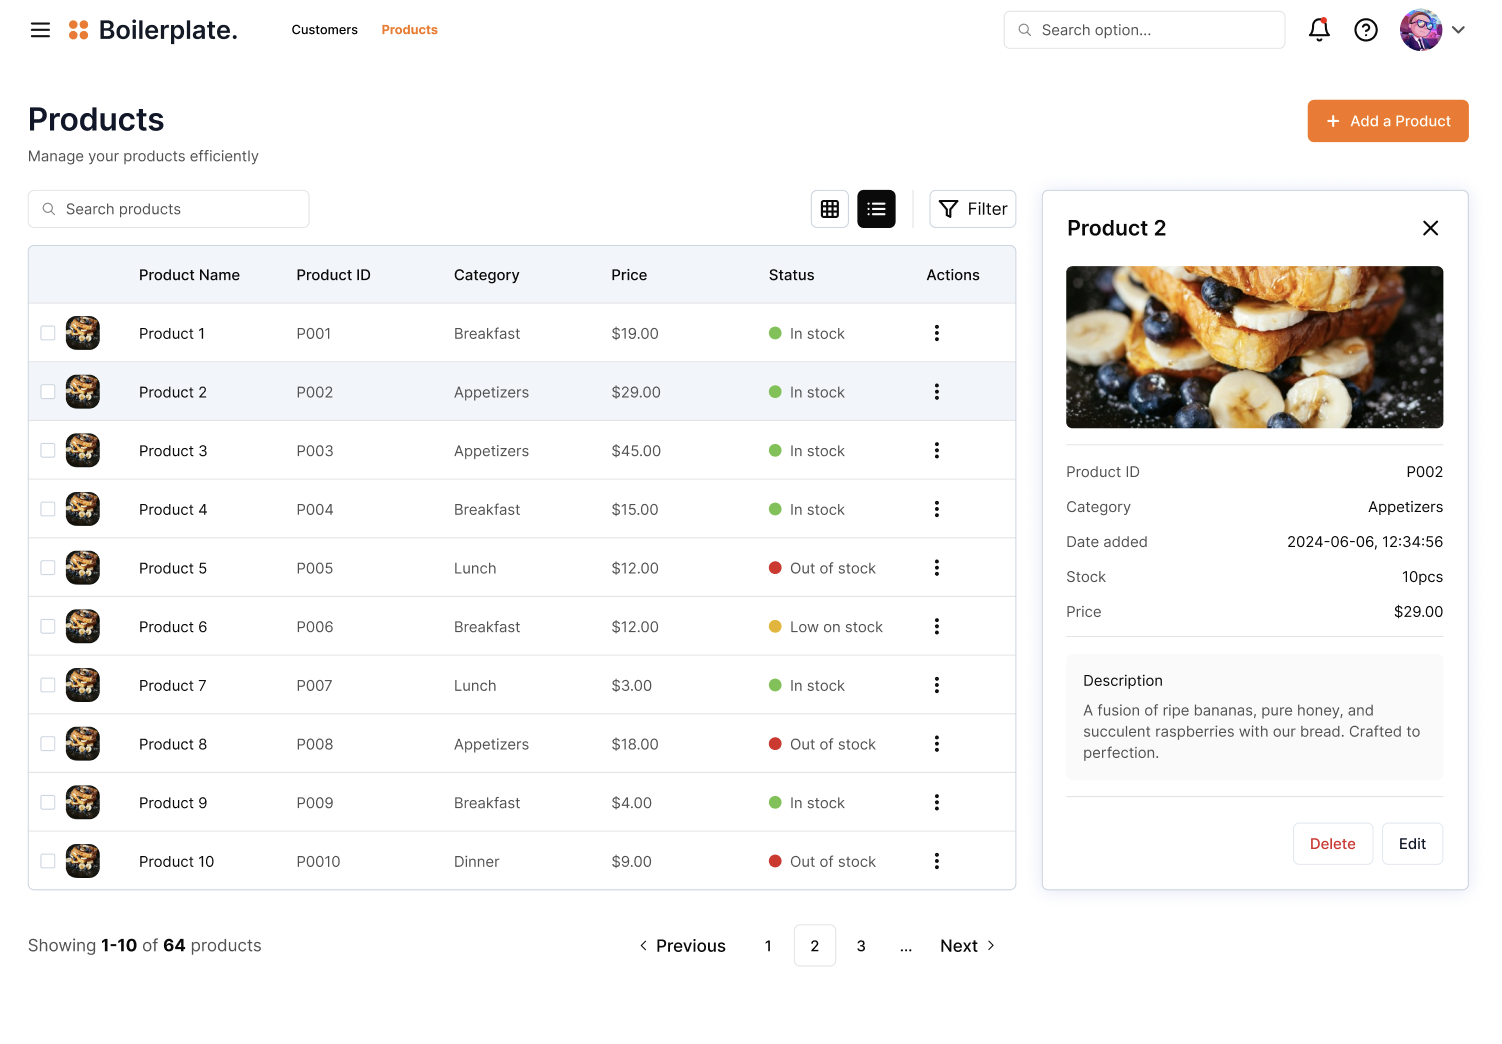 Boilerplate.
Customers
Products
Search option...
Products
Manage your products efficiently
+ Add a Product
Search products
Filter
Product Name Product ID Category Price Status Actions
Product 1 P001 Breakfast $19.00 In stock
Product 2 P002 Appetizers $29.00 In stock
Product 3 P003 Appetizers $45.00 In stock
Product 4 P004 Breakfast $15.00 In stock
Product 5 P005 Lunch $12.00 Out of stock
Product 6 P006 Breakfast $12.00 Low on stock
Product 7 P007 Lunch $3.00 In stock
Product 8 P008 Appetizers $18.00 Out of stock
Product 9 P009 Breakfast $4.00 In stock
Product 10 P0010 Dinner $9.00 Out of stock
Showing 1-10 of 64 products
Previous 1 2 3 ... Next
Product 2
Product ID P002
Category Appetizers
Date added 2024-06-06, 12:34:56
Stock 10pcs
Price $29.00
Description
A fusion of ripe bananas, pure honey, and
succulent raspberries with our bread. Crafted to
perfection.
Delete
Edit